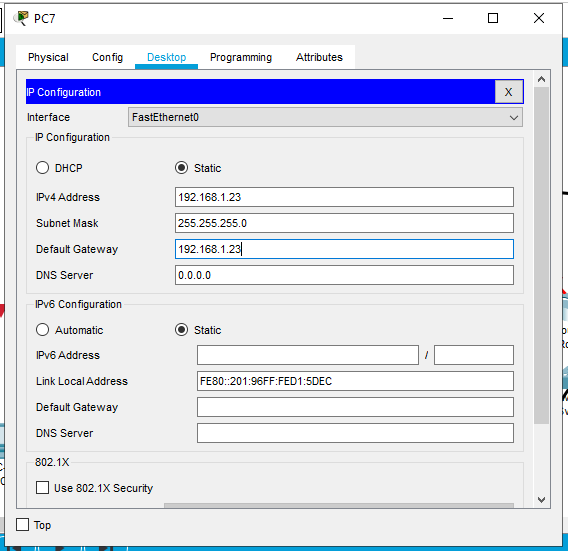 PC7
Physical Config Desktop Programming Attributes
IP Configuration X
Interface FastEthernet0
IP Configuration
DHCP Static
IPv4 Address 192.168.1.23
Subnet Mask 255.255.255.0
Default Gateway 192.168.1.23
DNS Server 0.0.0.0
IPv6 Configuration
Automatic Static
IPv6 Address /
Link Local Address FE80::201:96FF:FED1:5DEC
Default Gateway
DNS Server
802.1X
Use 802.1X Security
Top